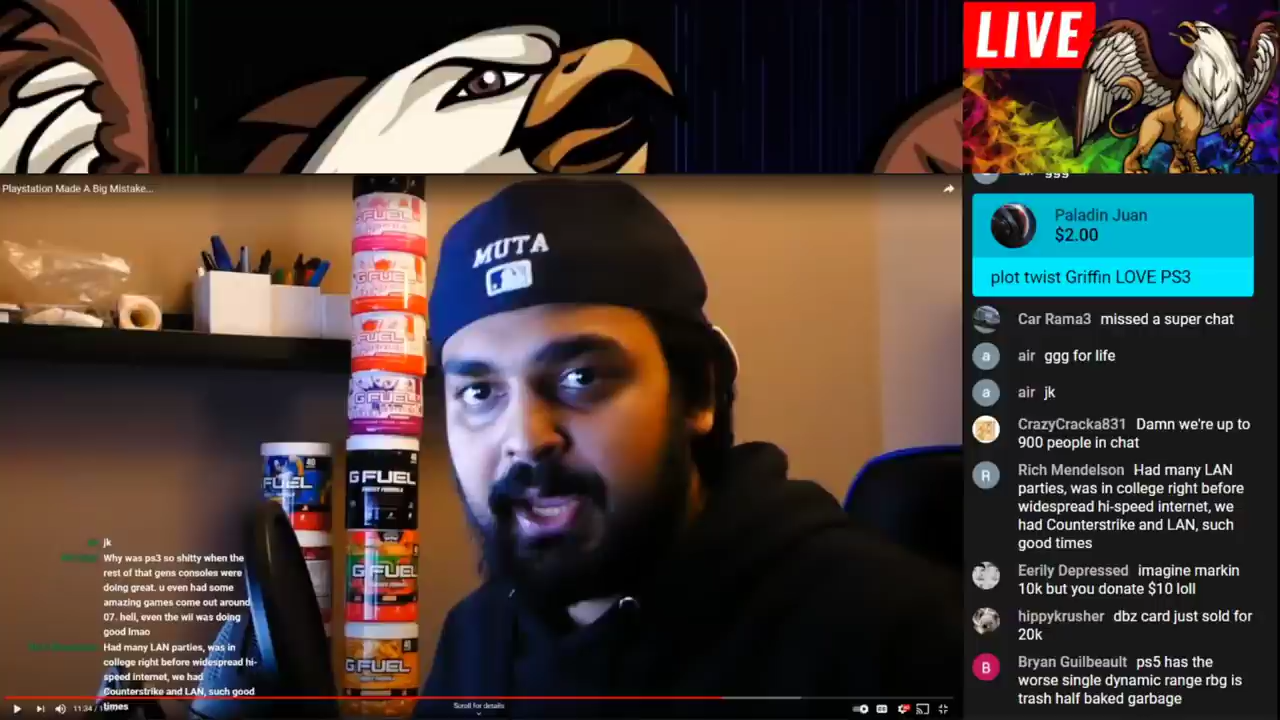 LIVE
Playstation Made A Big Mistake...
Paladin Juan
$2.00
plot twist Griffin LOVE PS3
Car Rama3 missed a super chat
air ggg for life
air jk
CrazyCracka831 Damn we're up to
900 people in chat
Rich Mendelson Had many LAN
parties, was in college right before
widespread hi-speed internet, we
had Counterstrike and LAN, such
good times
Eerily Depressed imagine markin
10k but you donate $10 loll
hippykrusher dbz card just sold for
20k
Bryan Guilbeault ps5 has the
worse single dynamic range rbg is
trash half baked garbage
MUTA
G FUEL
G FUEL
G FUEL
G FUEL
G FUEL
G FUEL
G FUEL
FUEL
40
jk
Why was ps3 so shitty when the
rest of that gens consoles were
doing great. u even had some
amazing games come out around
07. hell, even the wii was doing
good lmao
Had many LAN parties, was in
college right before widespread hi-
speed internet, we had
Counterstrike and LAN, such good
times
11:34 /
Scroll for details